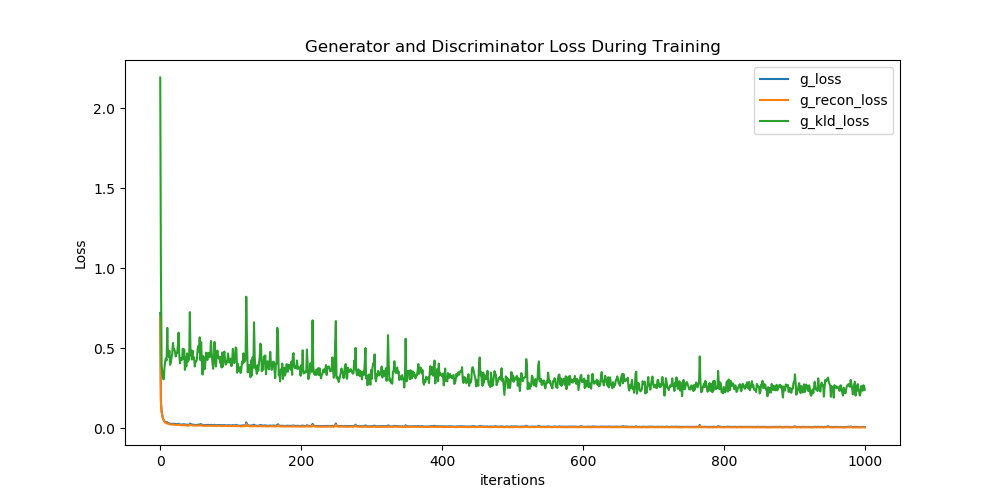 Generator and Discriminator Loss During Training
g_loss
g_recon_loss
g_kld_loss
2.0
1.5
1.0
0.5
0.0
Loss
0 200 400 600 800 1000
iterations